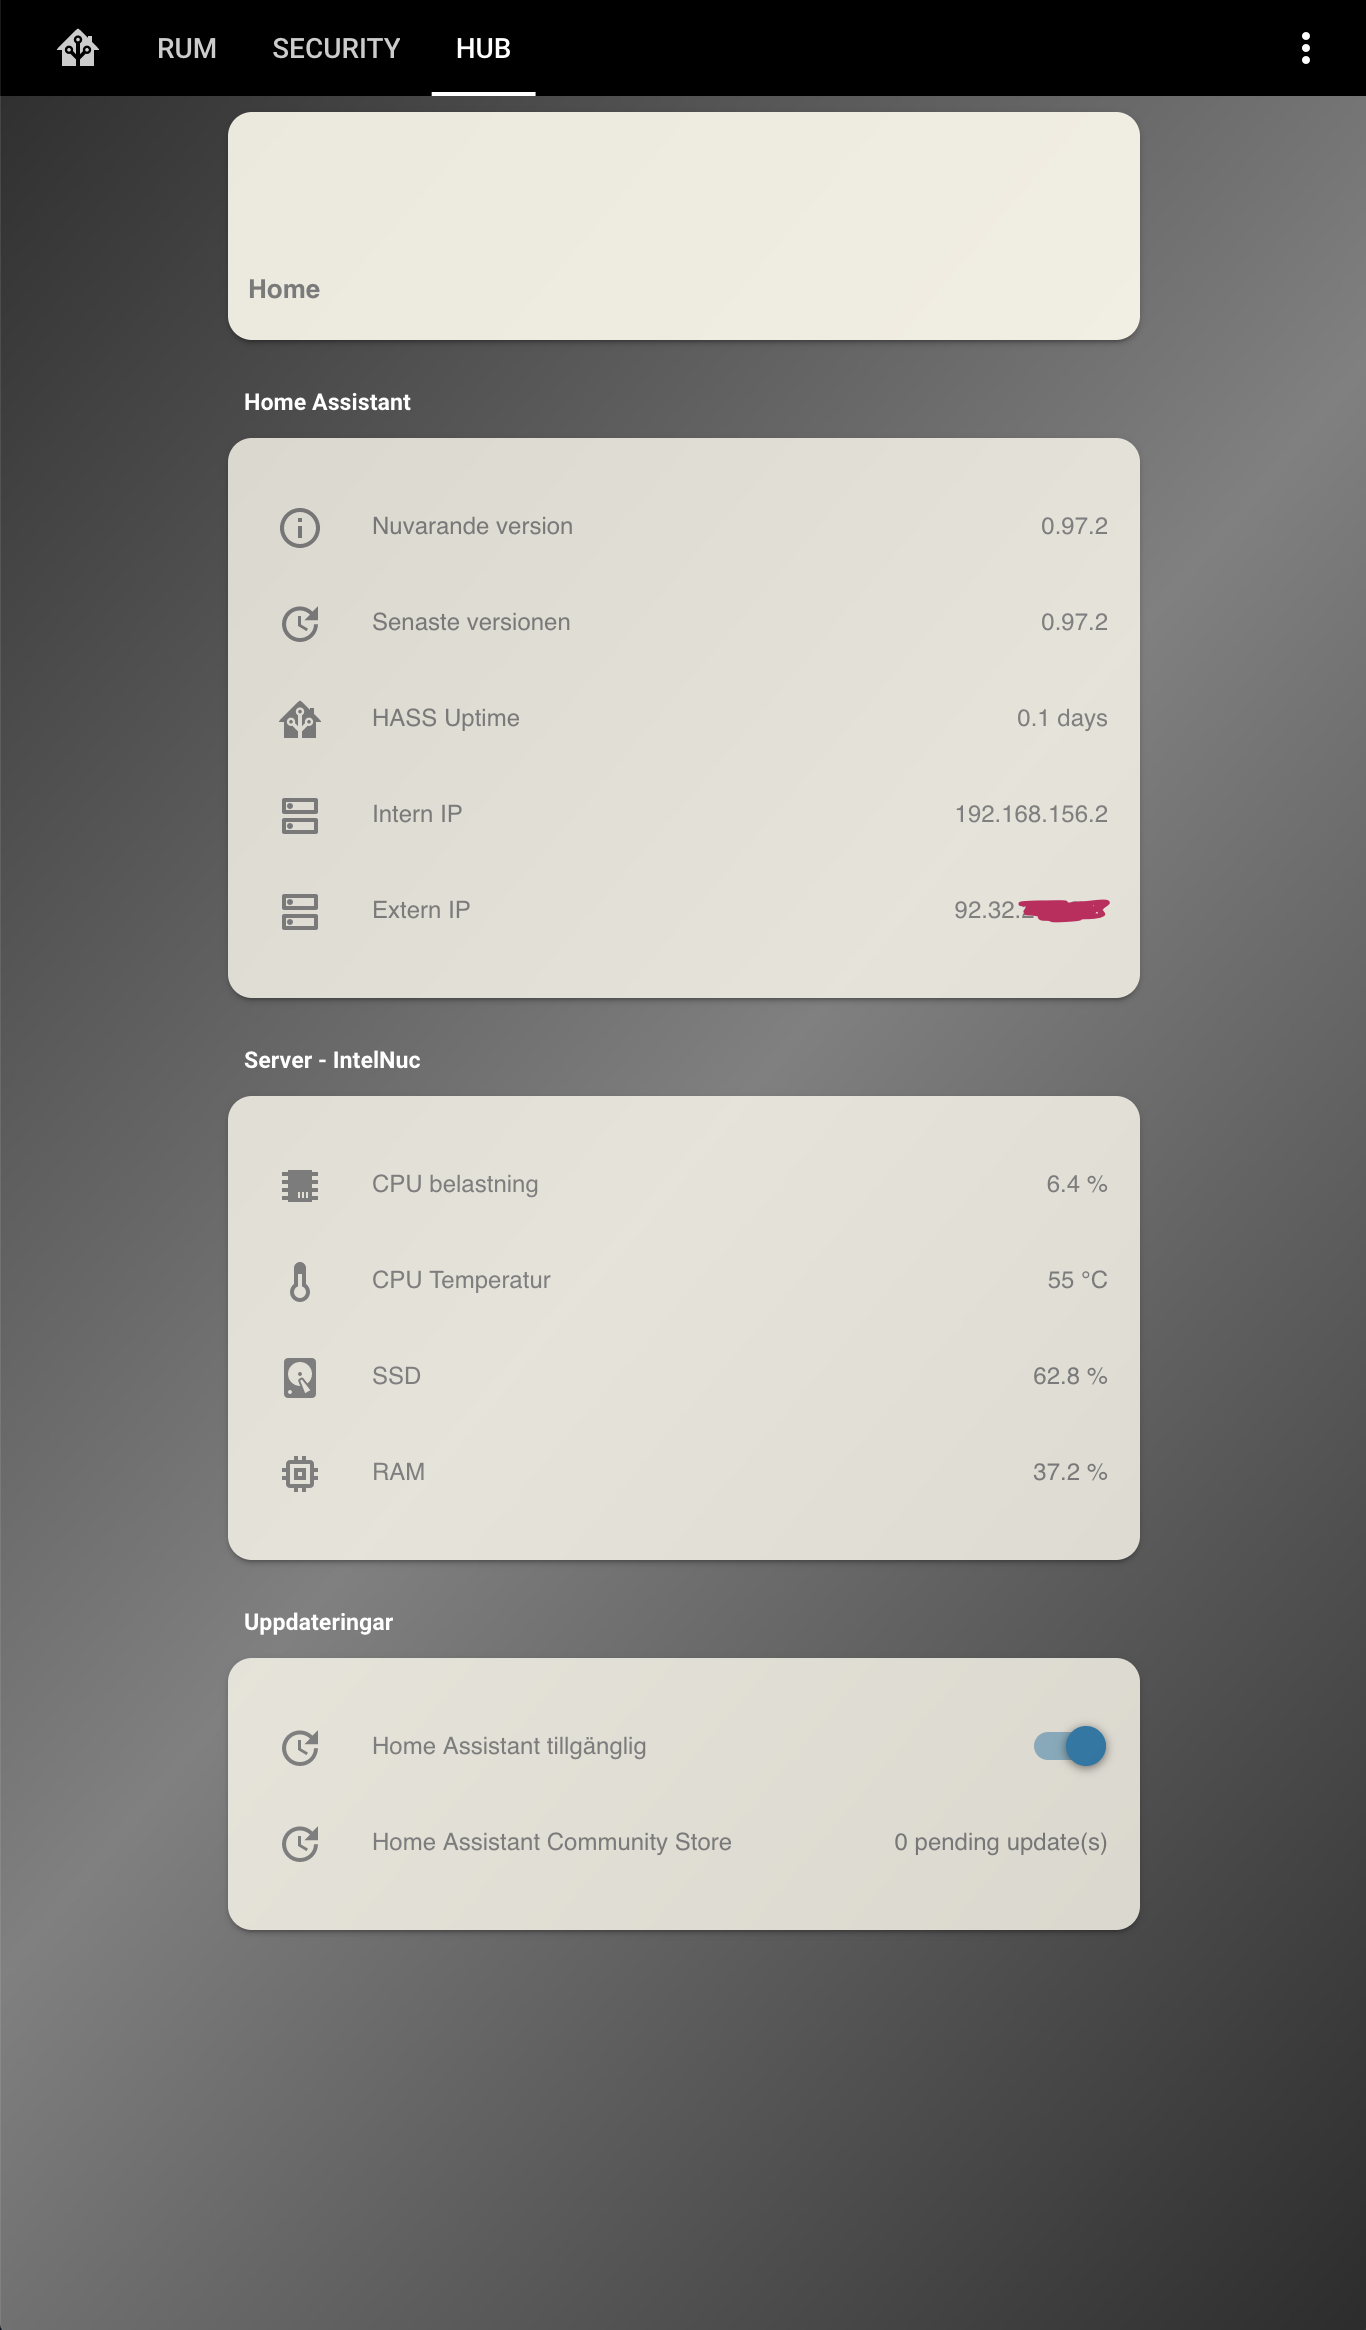 RUM SECURITY HUB
Home
Home Assistant
Nuvarande version 0.97.2
Senaste versionen 0.97.2
HASS Uptime 0.1 days
Intern IP 192.168.156.2
Extern IP 92.32.
Server - IntelNuc
CPU belastning 6.4 %
CPU Temperatur 55 °C
SSD 62.8 %
RAM 37.2 %
Uppdateringar
Home Assistant tillgänglig
Home Assistant Community Store 0 pending update(s)